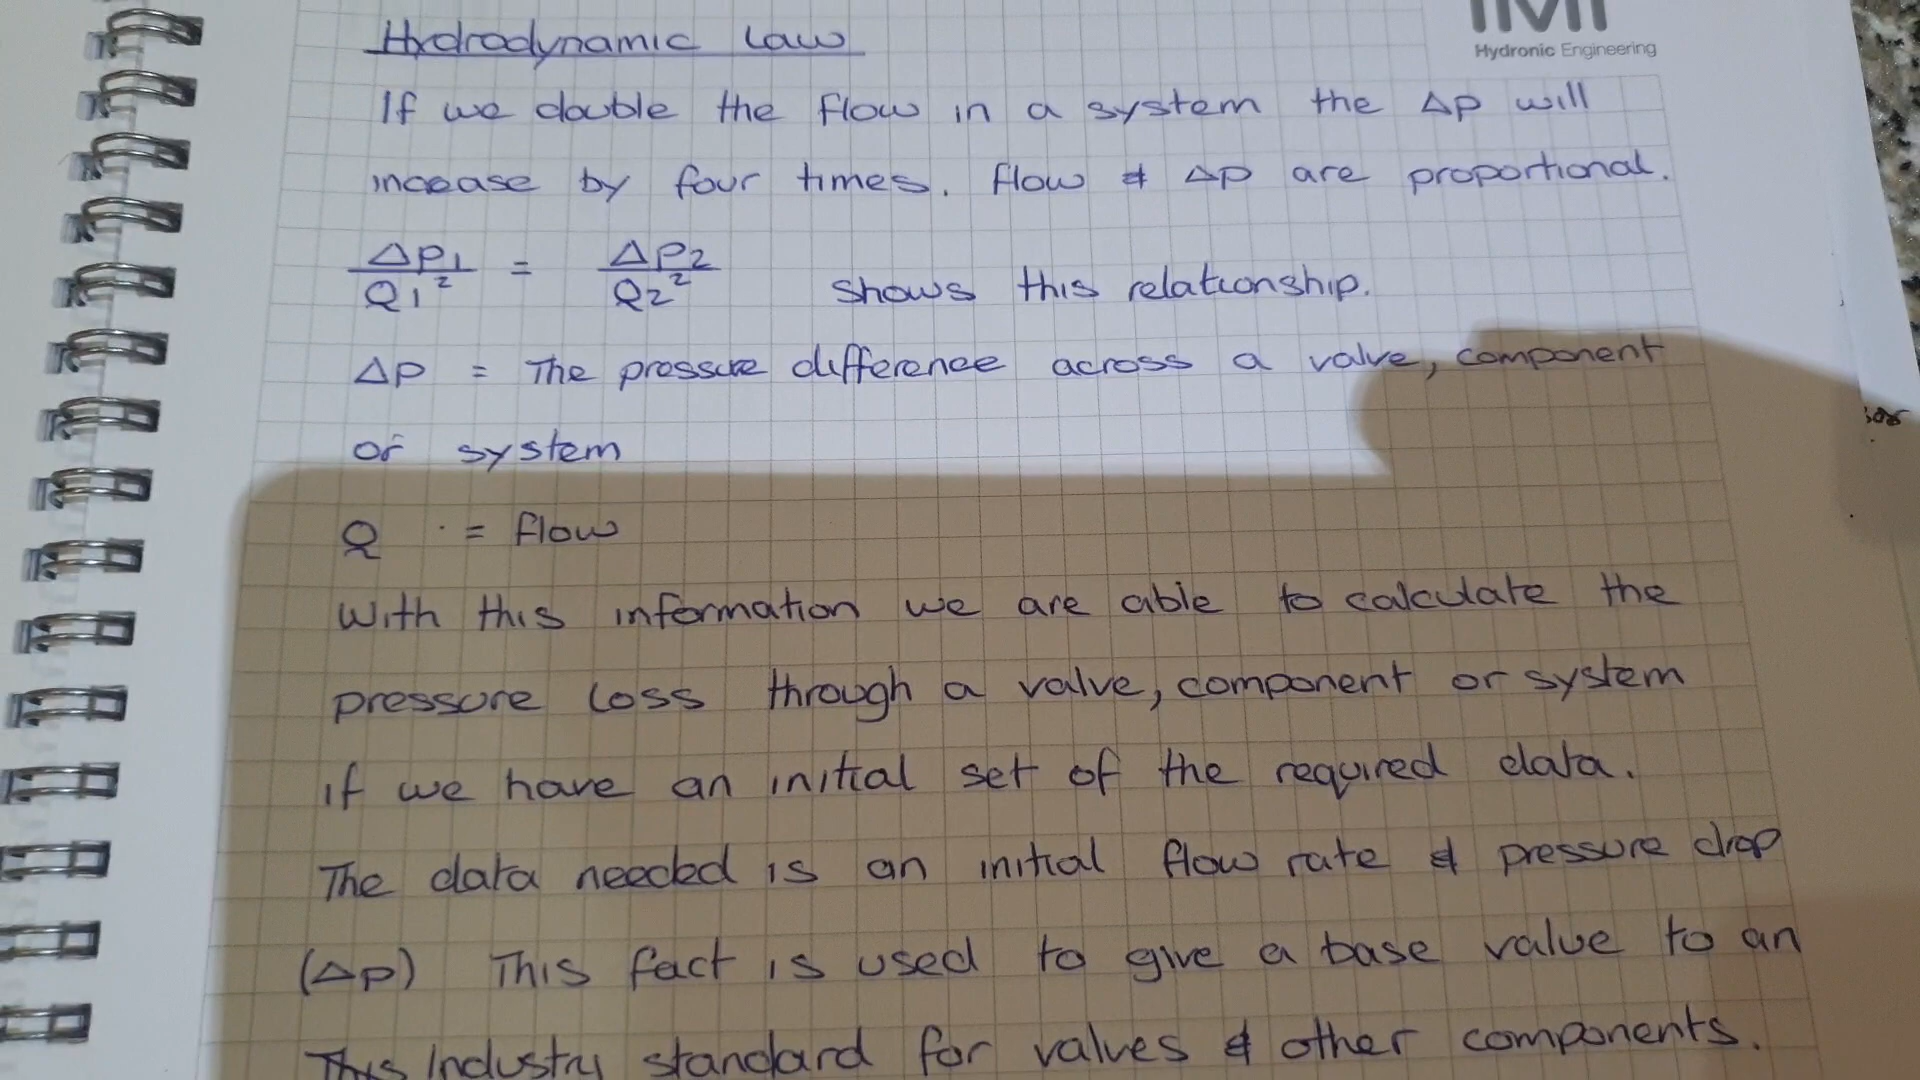 IMI
Hydronic Engineering
Hydrodynamic Law
If we double the flow in a system the Δp will
increase by four times. flow & Δp are proportional.
Δp1 / Q1² = Δp2 / Q2² shows this relationship.
Δp = The pressure difference across a valve, component
or system
Q = flow
With this information we are able to calculate the
pressure loss through a valve, component or system
if we have an initial set of the required data.
The data needed is an initial flow rate & pressure drop
(Δp) This fact is used to give a base value to an
This Industry standard for valves & other components.